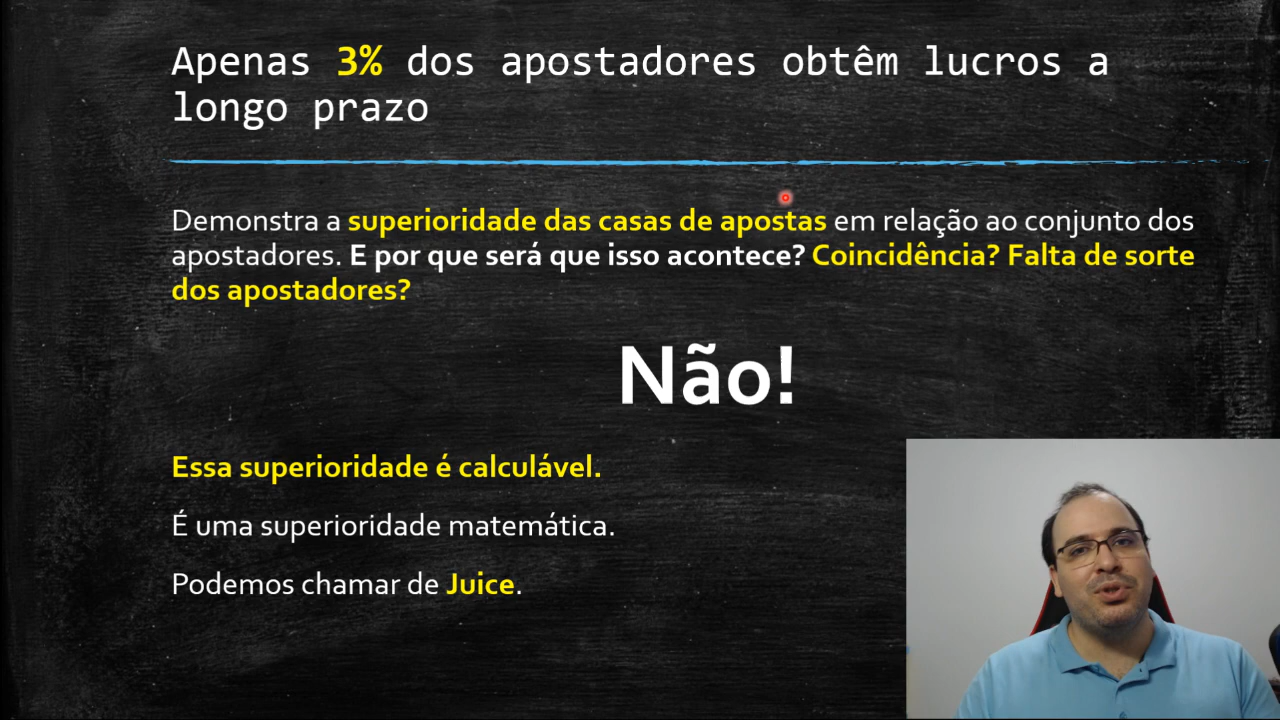 Apenas 3% dos apostadores obtêm lucros a
longo prazo
Demonstra a superioridade das casas de apostas em relação ao conjunto dos
apostadores. E por que será que isso acontece? Coincidência? Falta de sorte
dos apostadores?
Não!
Essa superioridade é calculável.
É uma superioridade matemática.
Podemos chamar de Juice.